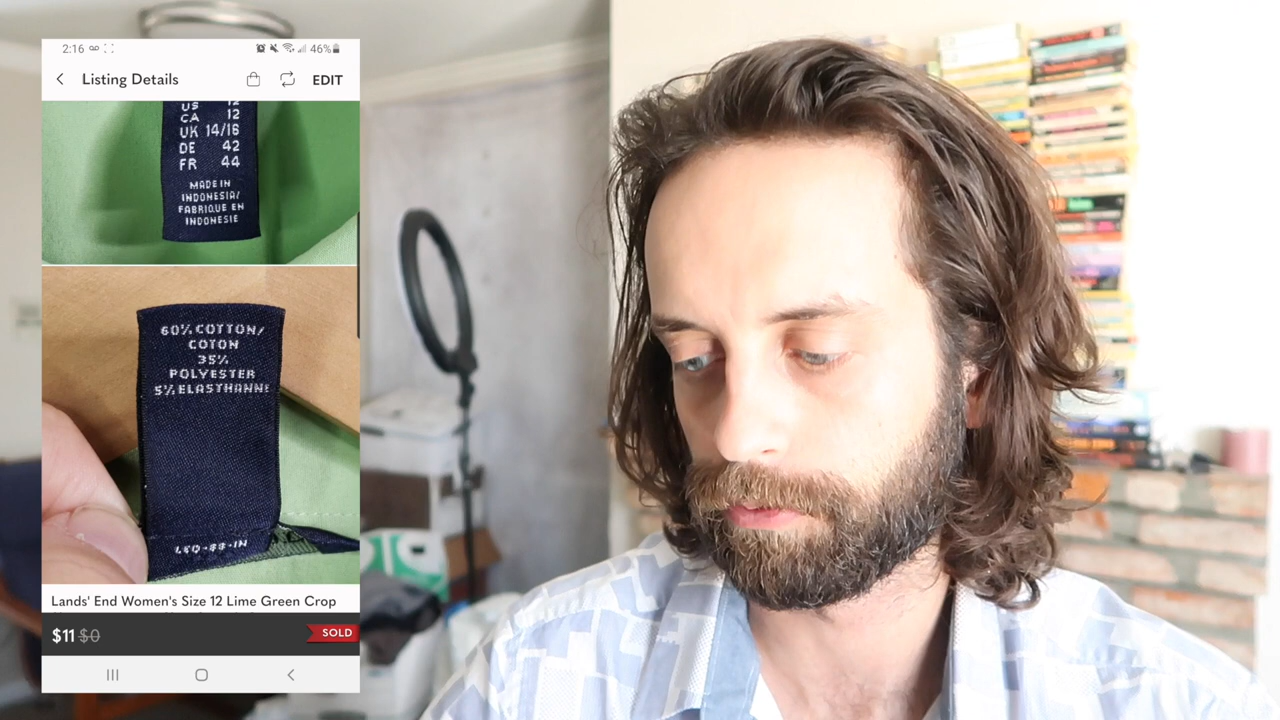 2:16
46%
Listing Details
EDIT
US 12
CA 12
UK 14/16
DE 42
FR 44
MADE IN
INDONESIA/
FABRIQUE EN
INDONESIE
60% COTTON/
COTON
35%
POLYESTER
5% ELASTHANNE
Lands' End Women's Size 12 Lime Green Crop
$11 $0
SOLD